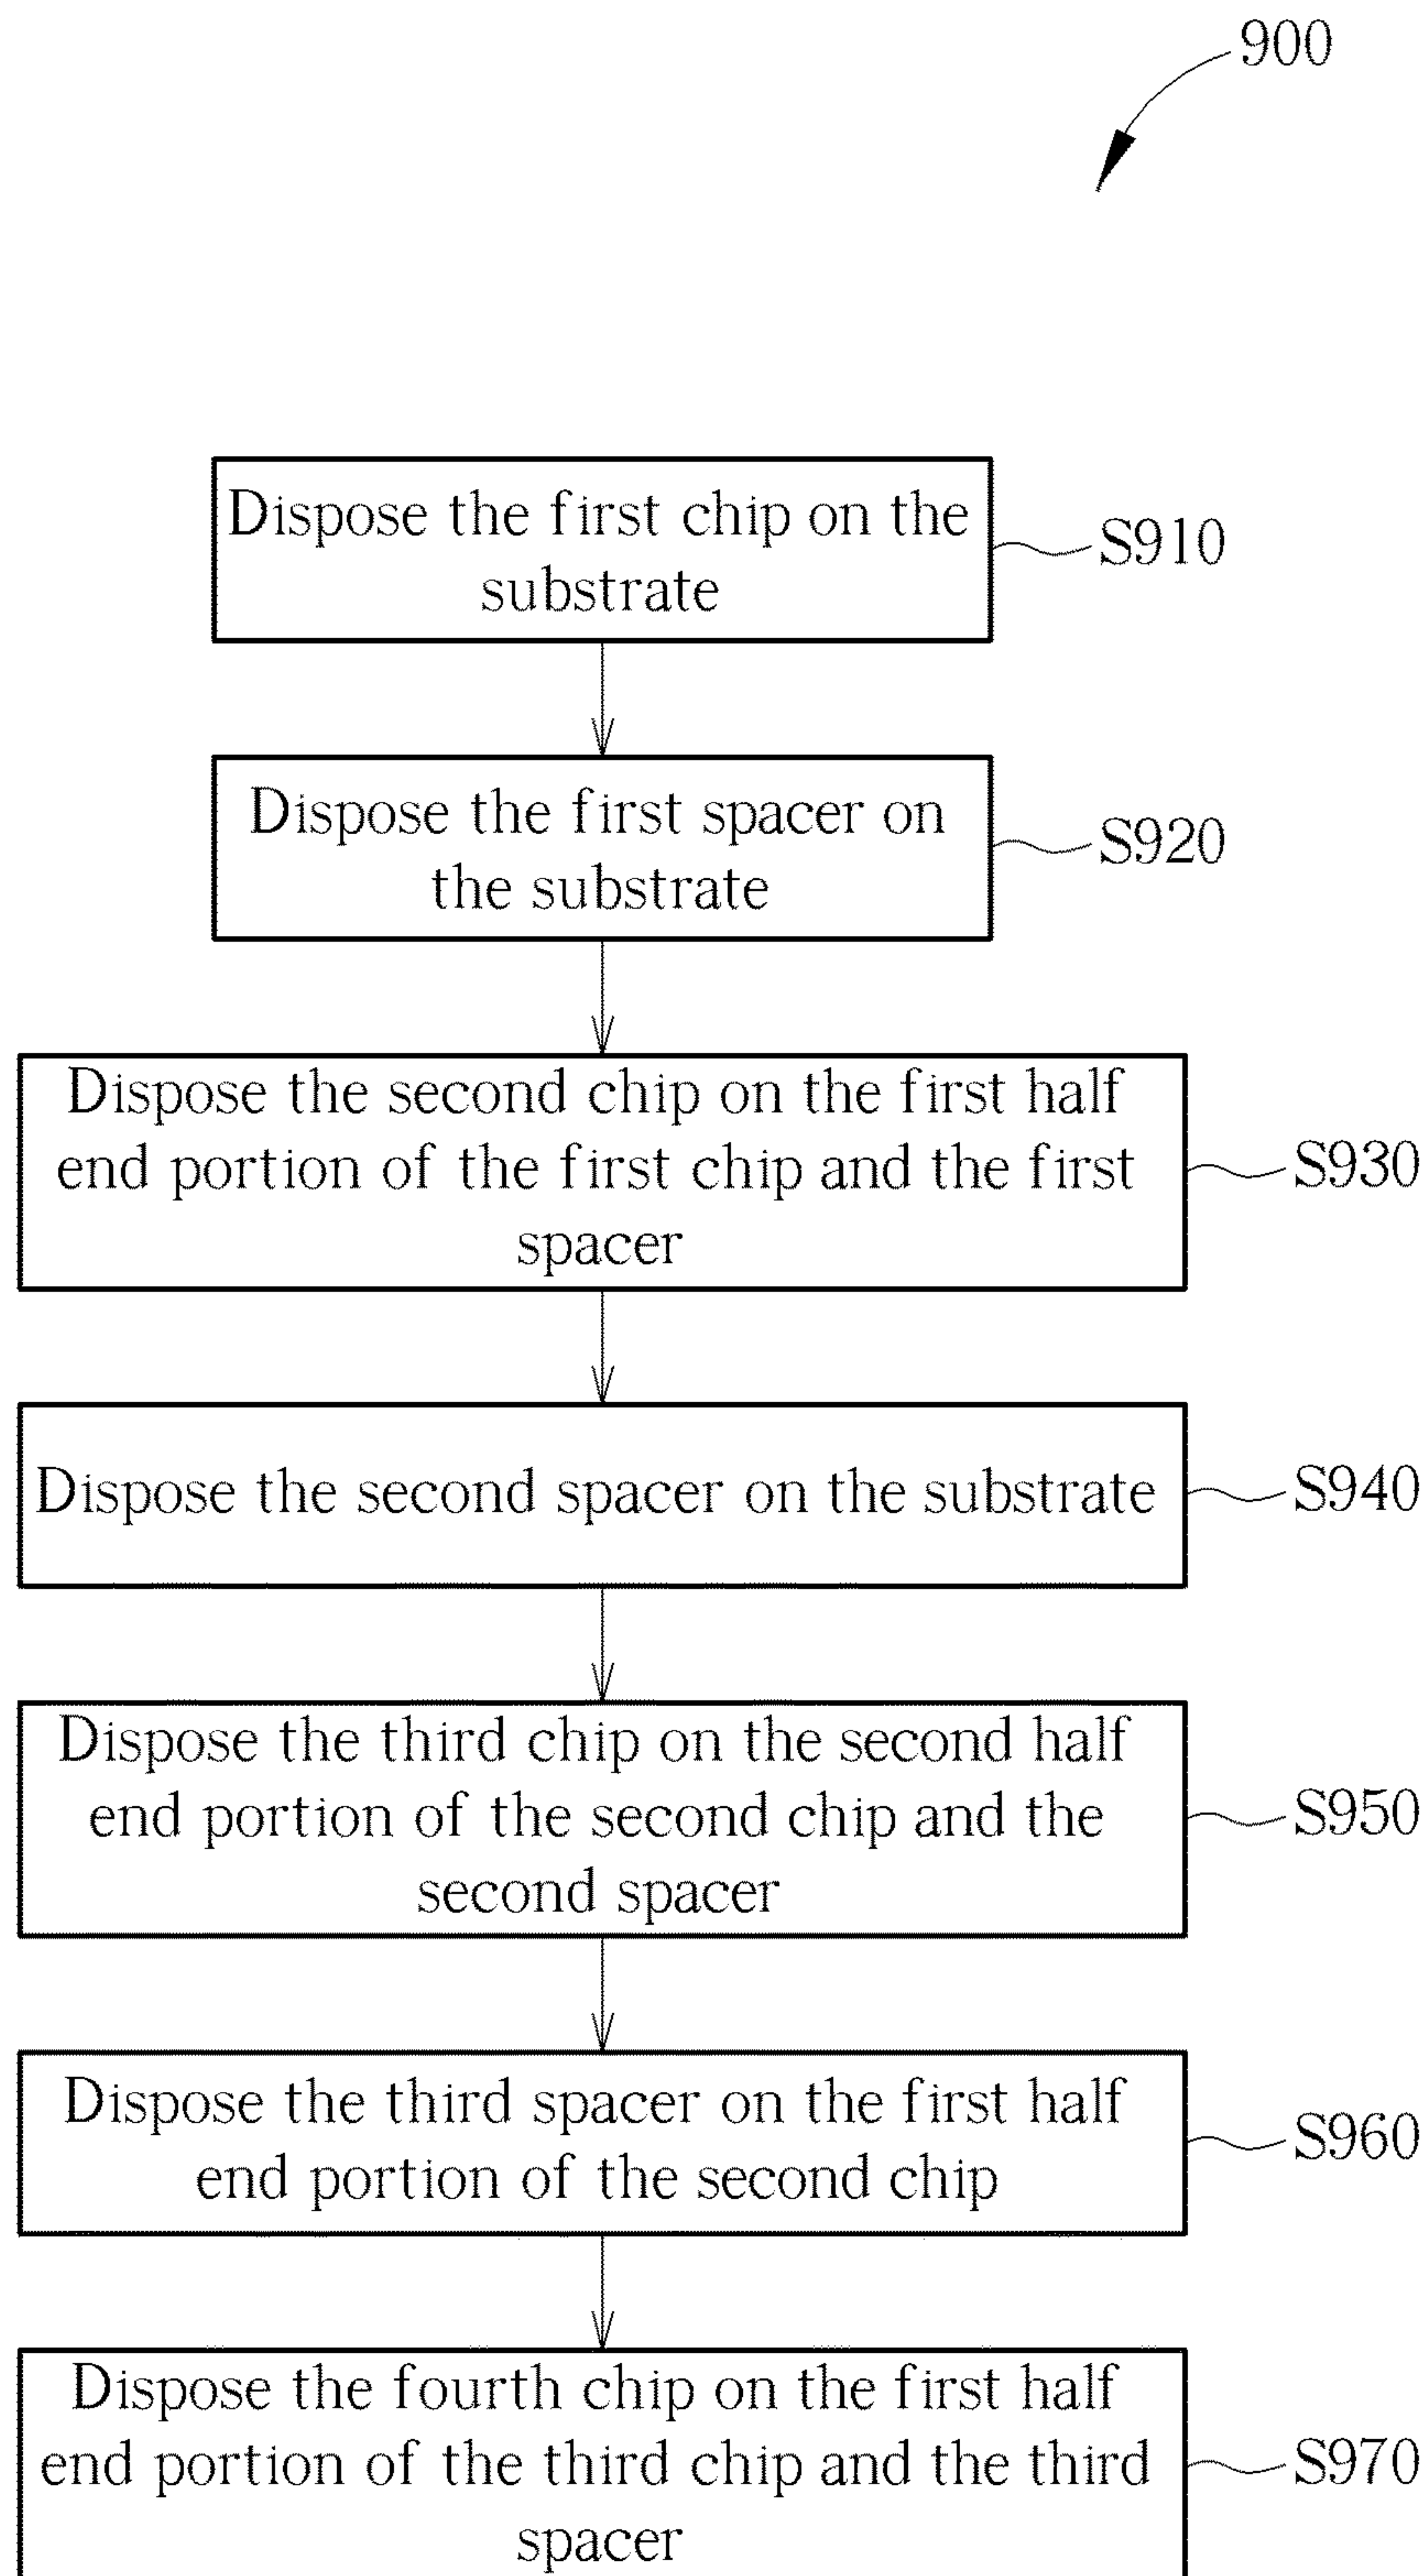 900
Dispose the first chip on the
substrate
S910
Dispose the first spacer on
the substrate
S920
Dispose the second chip on the first half
end portion of the first chip and the first
spacer
S930
Dispose the second spacer on the substrate
S940
Dispose the third chip on the second half
end portion of the second chip and the
second spacer
S950
Dispose the third spacer on the first half
end portion of the second chip
S960
Dispose the fourth chip on the first half
end portion of the third chip and the third
spacer
S970